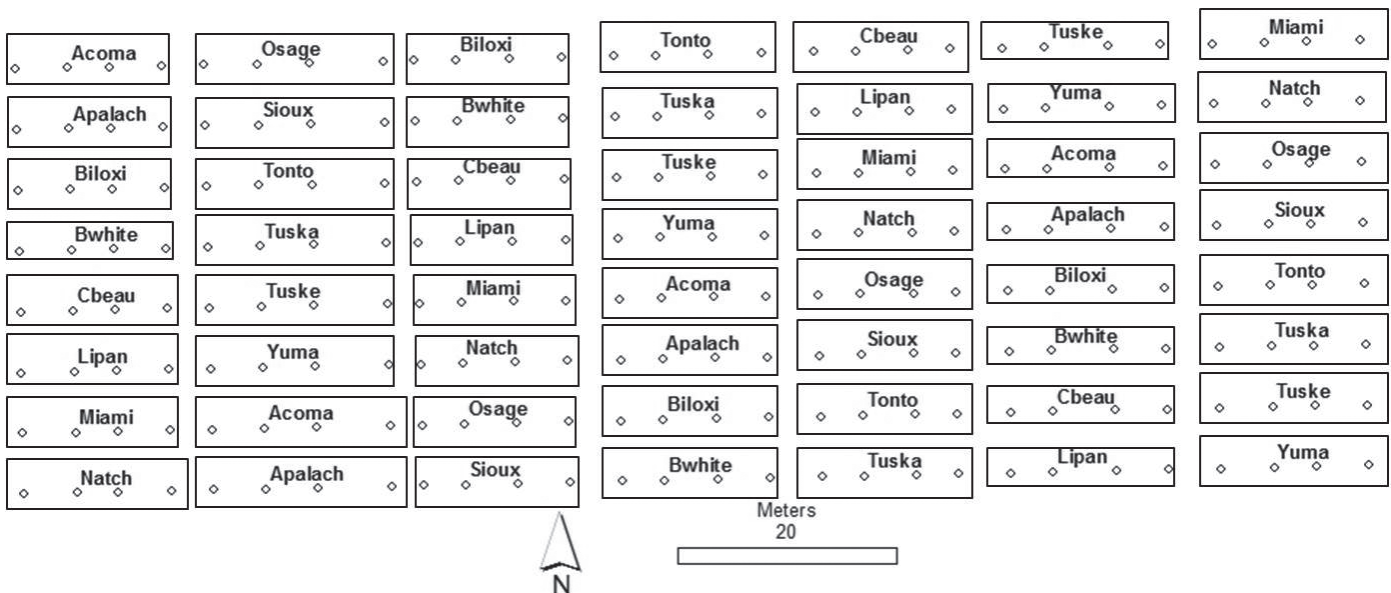 Acoma Osage Biloxi Tonto Cbeau Tuske Miami
Apalach Sioux Bwhite Tuska Lipan Yuma Natch
Biloxi Tonto Cbeau Tuske Miami Acoma Osage
Bwhite Tuska Lipan Yuma Natch Apalach Sioux
Cbeau Tuske Miami Acoma Osage Biloxi Tonto
Lipan Yuma Natch Apalach Sioux Bwhite Tuska
Miami Acoma Osage Biloxi Tonto Cbeau Tuske
Natch Apalach Sioux Bwhite Tuska Lipan Yuma
Meters
20
N